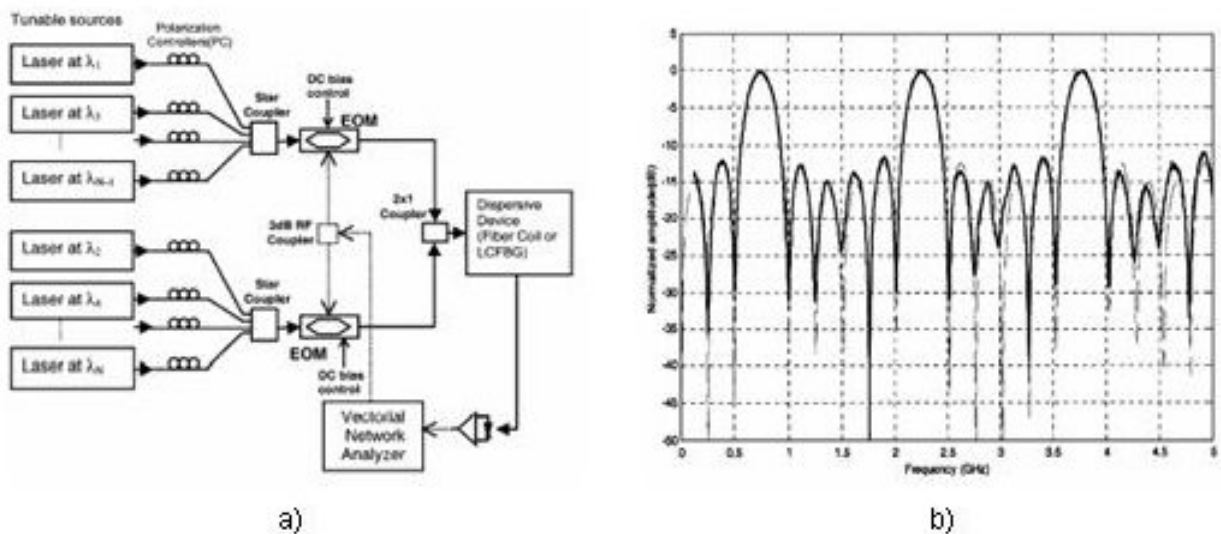 Tunable sources
Polarization
Controllers(PC)
Laser at λ1
Laser at λ3
Laser at λN-1
Star
Coupler
DC bias
control
EOM
2x1
Coupler
3dB RF
Coupler
Dispersive
Device
(Fiber Coil or
LCFBG)
Laser at λ2
Laser at λ4
Laser at λN
Star
Coupler
EOM
DC bias
control
Vectorial
Network
Analyzer
a)
Normalized amplitude(dB)
5
0
-5
-10
-15
-20
-25
-30
-35
-40
-45
-50
0 0.5 1 1.5 2 2.5 3 3.5 4 4.5 5
Frequency (GHz)
b)